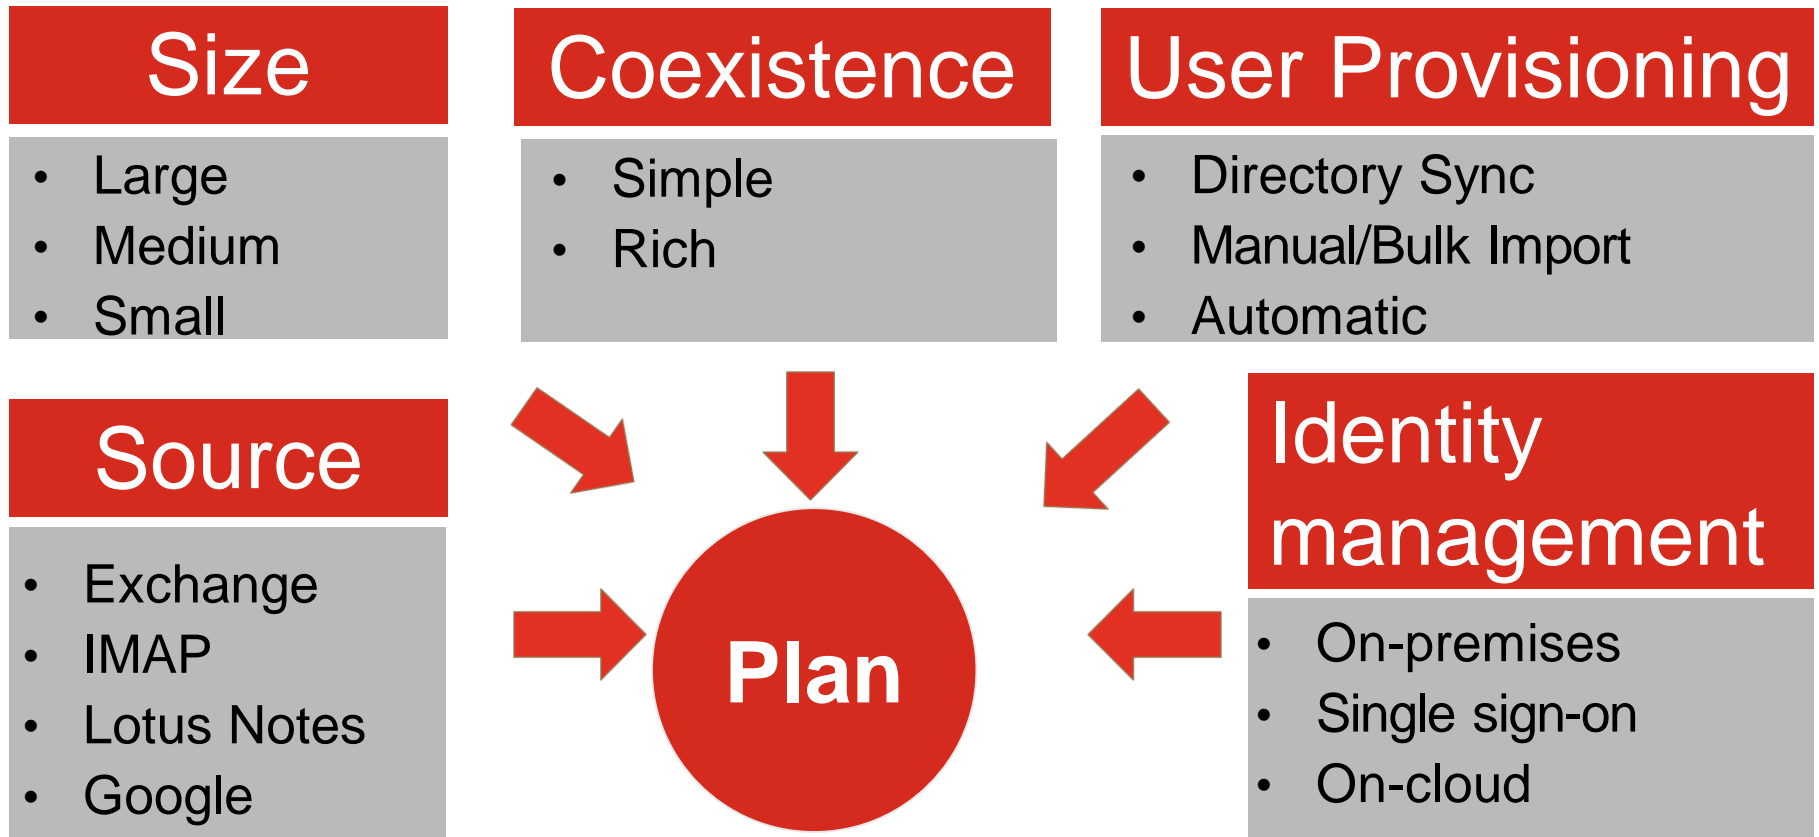 Size
• Large
• Medium
• Small
Coexistence
• Simple
• Rich
User Provisioning
• Directory Sync
• Manual/Bulk Import
• Automatic
Source
• Exchange
• IMAP
• Lotus Notes
• Google
Plan
Identity
management
• On-premises
• Single sign-on
• On-cloud